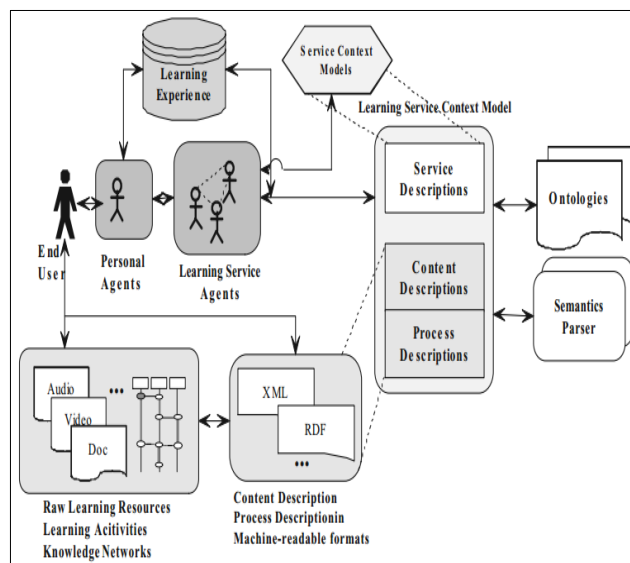 Service Context
Models
Learning
Experience
Learning Service Context Model
Service
Descriptions
Ontologies
End
User
Personal
Agents
Learning Service
Agents
Content
Descriptions
Process
Descriptions
Semantics
Parser
Audio
Video
Doc
•••
XML
RDF
•••
Raw Learning Resources
Learning Acitivities
Knowledge Networks
Content Description
Process Descriptionin
Machine-readable formats